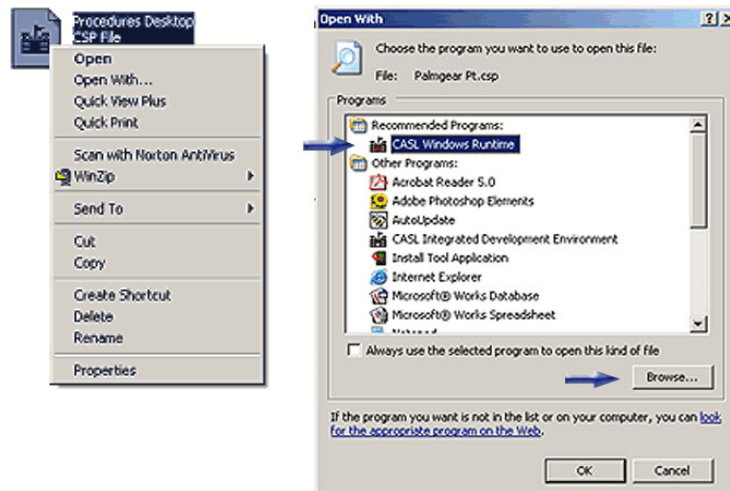 Procedures Desktop
CSP File
Open
Open With...
Quick View Plus
Quick Print
Scan with Norton AntiVirus
WinZip
Send To
Cut
Copy
Create Shortcut
Delete
Rename
Properties
Open With
Choose the program you want to use to open this file:
File: Palmgear Pt.csp
Programs
Recommended Programs:
CASL Windows Runtime
Other Programs:
Acrobat Reader 5.0
Adobe Photoshop Elements
AutoUpdate
CASL Integrated Development Environment
Install Tool Application
Internet Explorer
Microsoft® Works Database
Microsoft® Works Spreadsheet
Notepad
Always use the selected program to open this kind of file
Browse...
If the program you want is not in the list or on your computer, you can look
for the appropriate program on the Web.
OK
Cancel